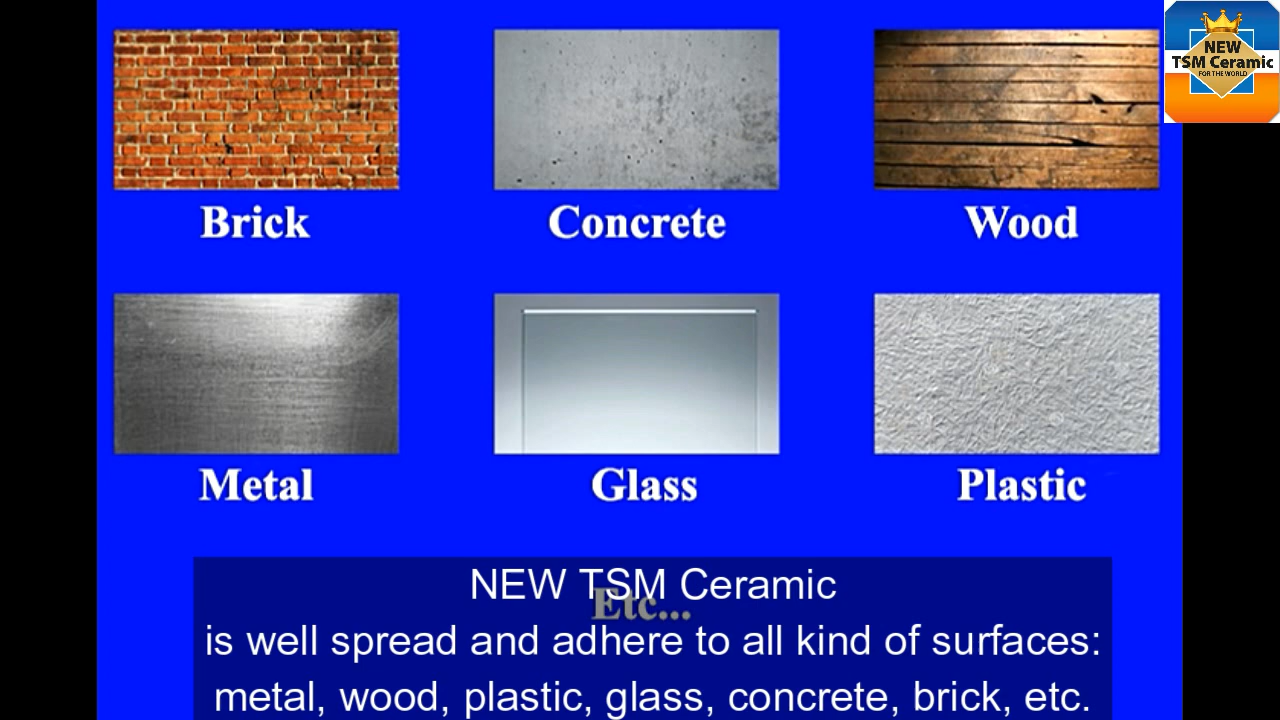 NEW
TSM Ceramic
FOR THE WORLD
Brick Concrete Wood
Metal Glass Plastic
Etc...
NEW TSM Ceramic
is well spread and adhere to all kind of surfaces:
metal, wood, plastic, glass, concrete, brick, etc.